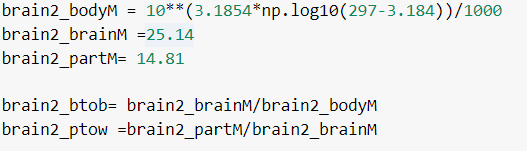 brain2_bodyM = 10**(3.1854*np.log10(297-3.184))/1000
brain2_brainM =25.14
brain2_partM= 14.81
brain2_btob= brain2_brainM/brain2_bodyM
brain2_ptow =brain2_partM/brain2_brainM